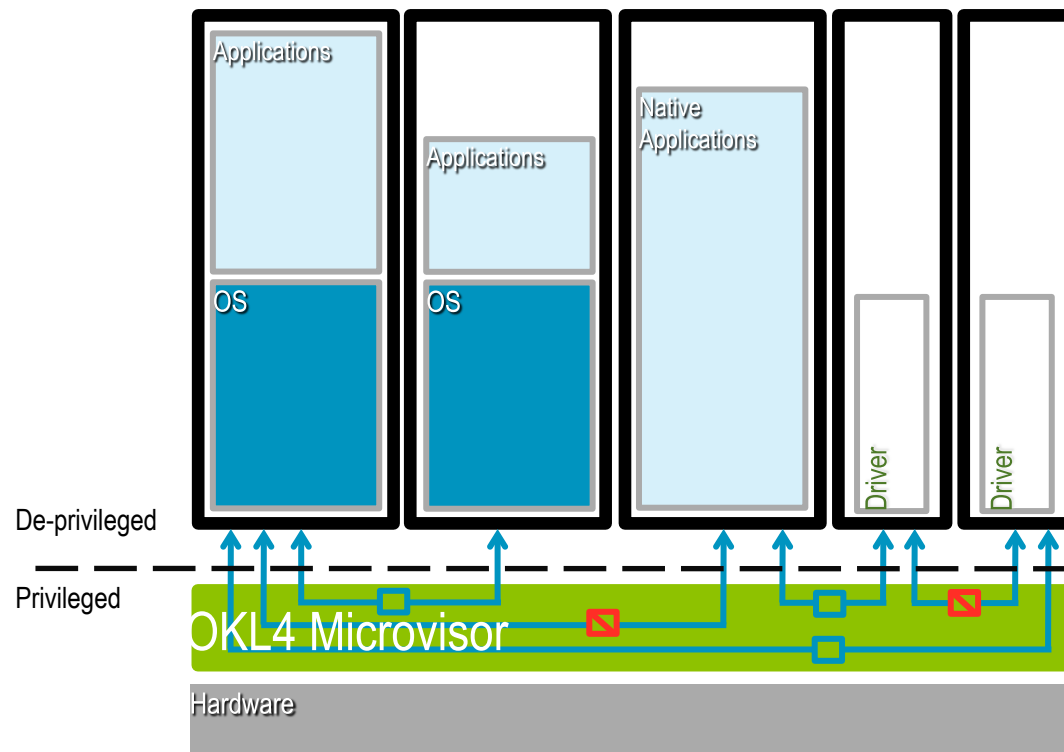 Applications
Applications
Native
Applications
OS
OS
Driver
Driver
De-privileged
Privileged
OKL4 Microvisor
Hardware